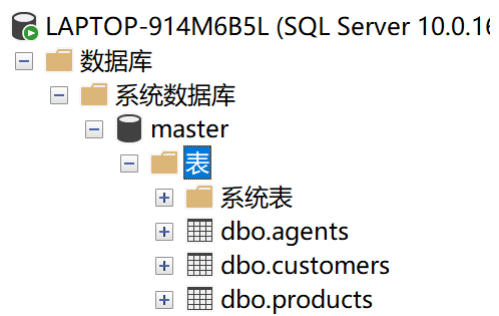 LAPTOP-914M6B5L (SQL Server 10.0.16
数据库
系统数据库
master
表
系统表
dbo.agents
dbo.customers
dbo.products